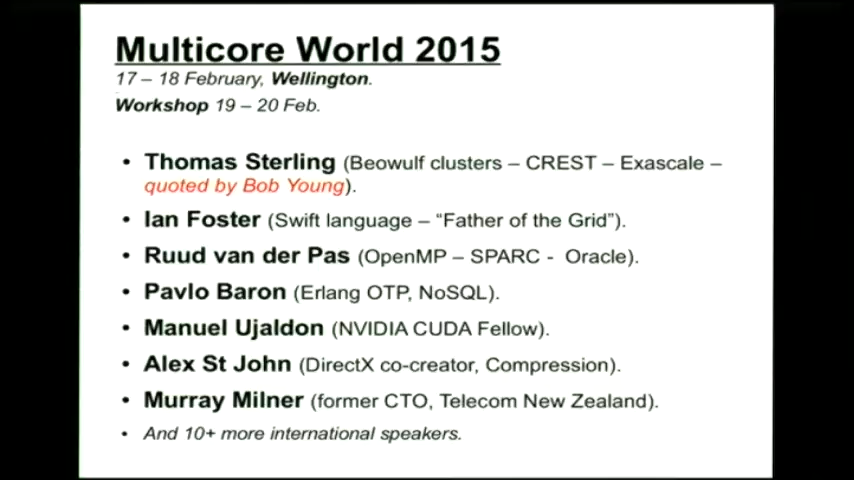 Multicore World 2015
17 – 18 February, Wellington.
Workshop 19 – 20 Feb.
• Thomas Sterling (Beowulf clusters – CREST – Exascale –
quoted by Bob Young).
• Ian Foster (Swift language – “Father of the Grid”).
• Ruud van der Pas (OpenMP – SPARC - Oracle).
• Pavlo Baron (Erlang OTP, NoSQL).
• Manuel Ujaldon (NVIDIA CUDA Fellow).
• Alex St John (DirectX co-creator, Compression).
• Murray Milner (former CTO, Telecom New Zealand).
• And 10+ more international speakers.